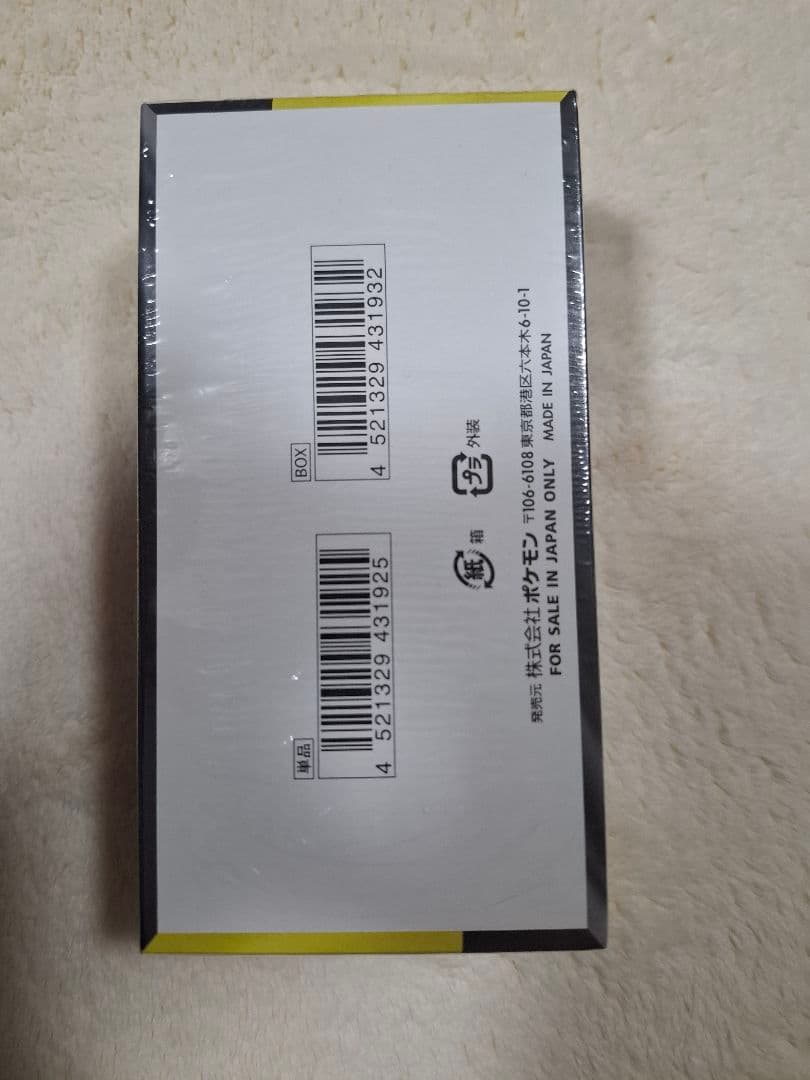 単品
4 521329 431925
BOX
4 521329 431932
紙 箱
プラ 外装
発売元 株式会社ポケモン 〒106-6108 東京都港区六本木6-10-1
FOR SALE IN JAPAN ONLY MADE IN JAPAN